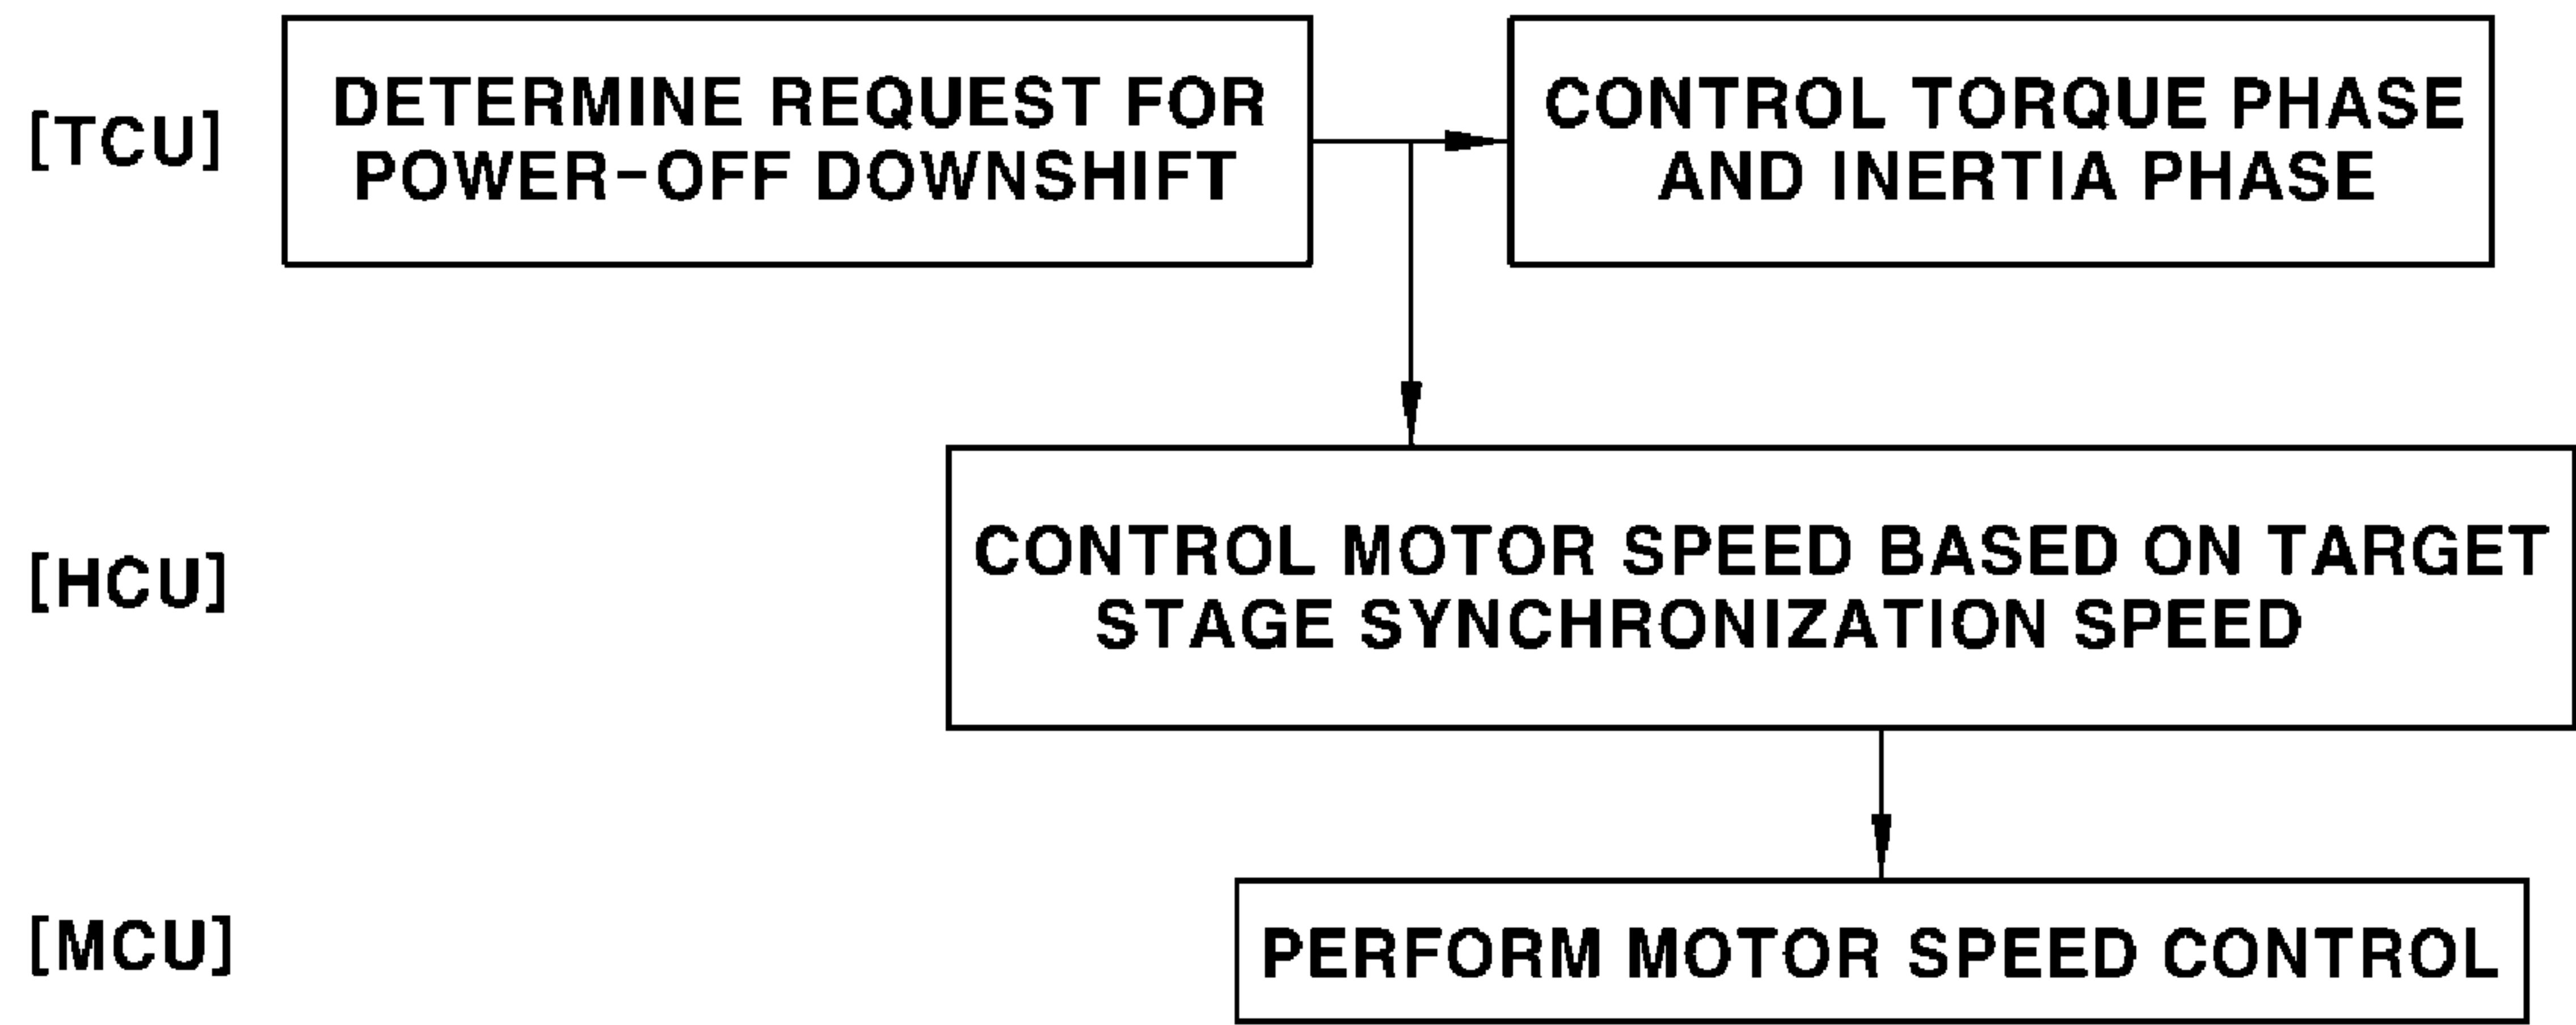 [TCU]
DETERMINE REQUEST FOR
POWER-OFF DOWNSHIFT
CONTROL TORQUE PHASE
AND INERTIA PHASE
[HCU]
CONTROL MOTOR SPEED BASED ON TARGET
STAGE SYNCHRONIZATION SPEED
[MCU]
PERFORM MOTOR SPEED CONTROL